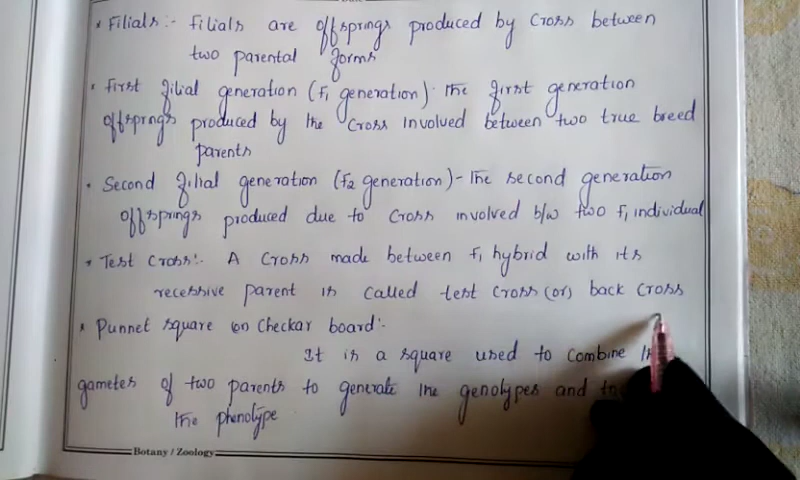 * Filials :- Filials are offsprings produced by cross between
two parental forms
* First filial generation (F1 generation)- The first generation
offsprings produced by the cross involved between two true breed
parents
* Second filial generation (F2 generation)- The second generation
offsprings produced due to cross involved b/w two F1 individual
* Test cross :- A cross made between F1 hybrid with its
recessive parent is called test cross (or) back cross
* Punnet square on Checkar board :-
It is a square used to combine
gametes of two parents to generate the genotypes and
the phenotype
Botany / Zoology